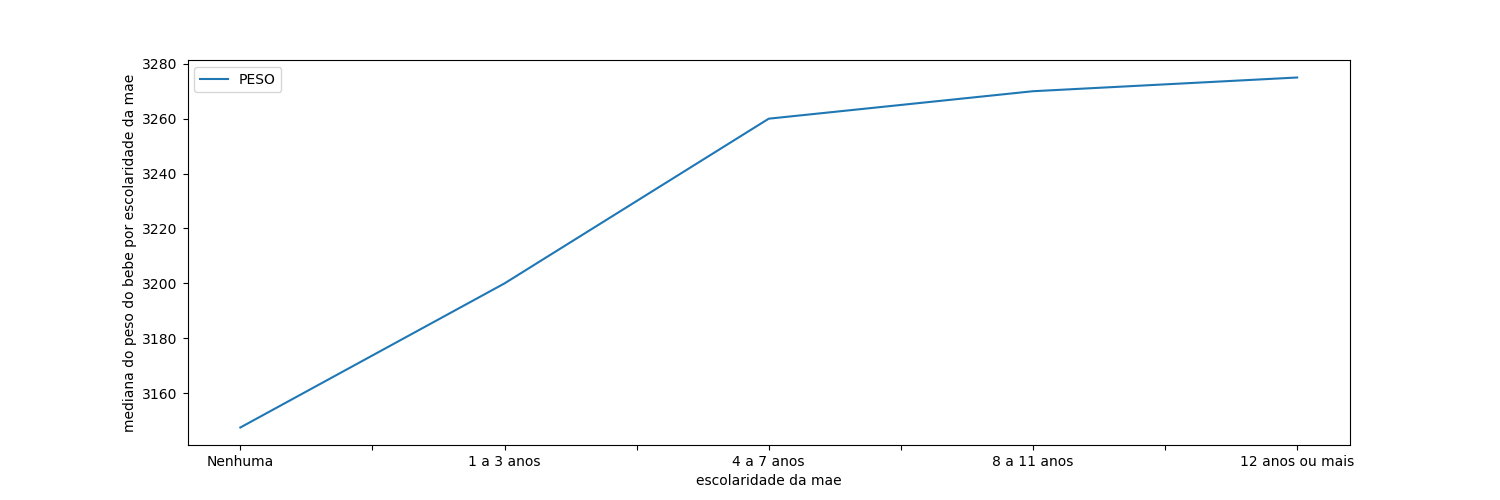 PESO
mediana do peso do bebe por escolaridade da mae
3280
3260
3240
3220
3200
3180
3160
Nenhuma
1 a 3 anos
4 a 7 anos
8 a 11 anos
12 anos ou mais
escolaridade da mae